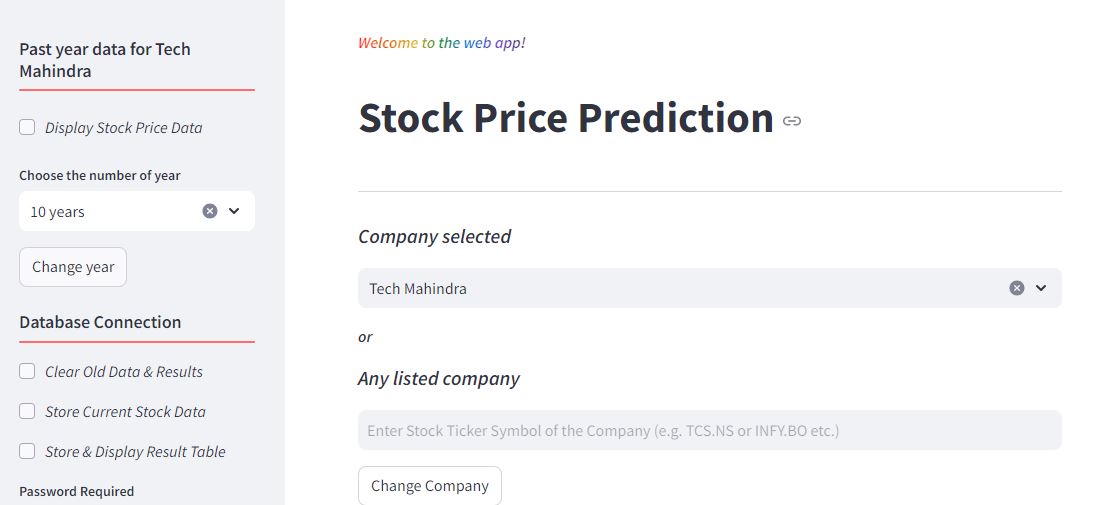 Past year data for Tech
Mahindra
Display Stock Price Data
Choose the number of year
10 years
Change year
Database Connection
Clear Old Data & Results
Store Current Stock Data
Store & Display Result Table
Password Required
Welcome to the web app!
Stock Price Prediction
Company selected
Tech Mahindra
or
Any listed company
Enter Stock Ticker Symbol of the Company (e.g. TCS.NS or INFY.BO etc.)
Change Company